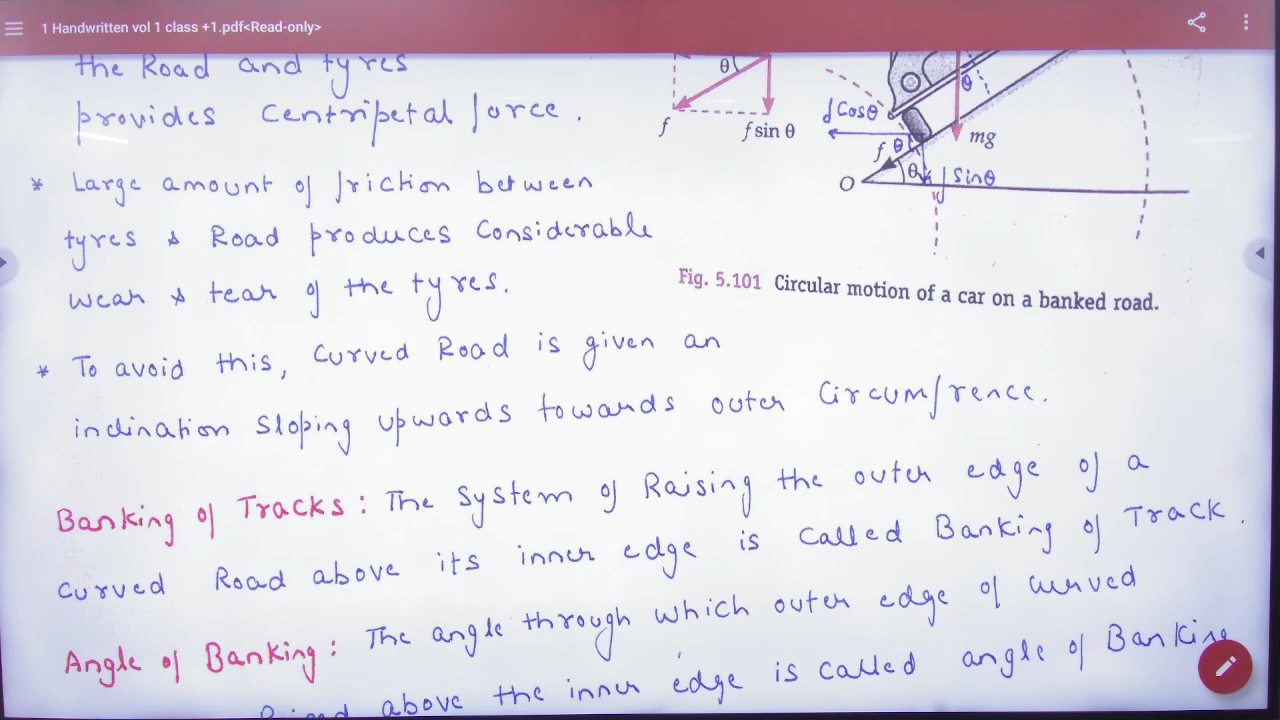 1 Handwritten vol 1 class +1.pdf<Read-only>
the Road and tyres
provides Centripetal force.
* Large amount of friction between
tyres & Road produces Considerable
wear & tear of the tyres.
* To avoid this, Curved Road is given an
inclination sloping upwards towards outer Circumfrence.
θ
f
f sin θ
f Cosθ
θ
f θ
mg
θ
f Sinθ
O
Fig. 5.101 Circular motion of a car on a banked road.
Banking of Tracks: The System of Raising the outer edge of a
Curved Road above its inner edge is Called Banking of Track.
Angle of Banking: The angle through which outer edge of curved
above the inner edge is called angle of Banking